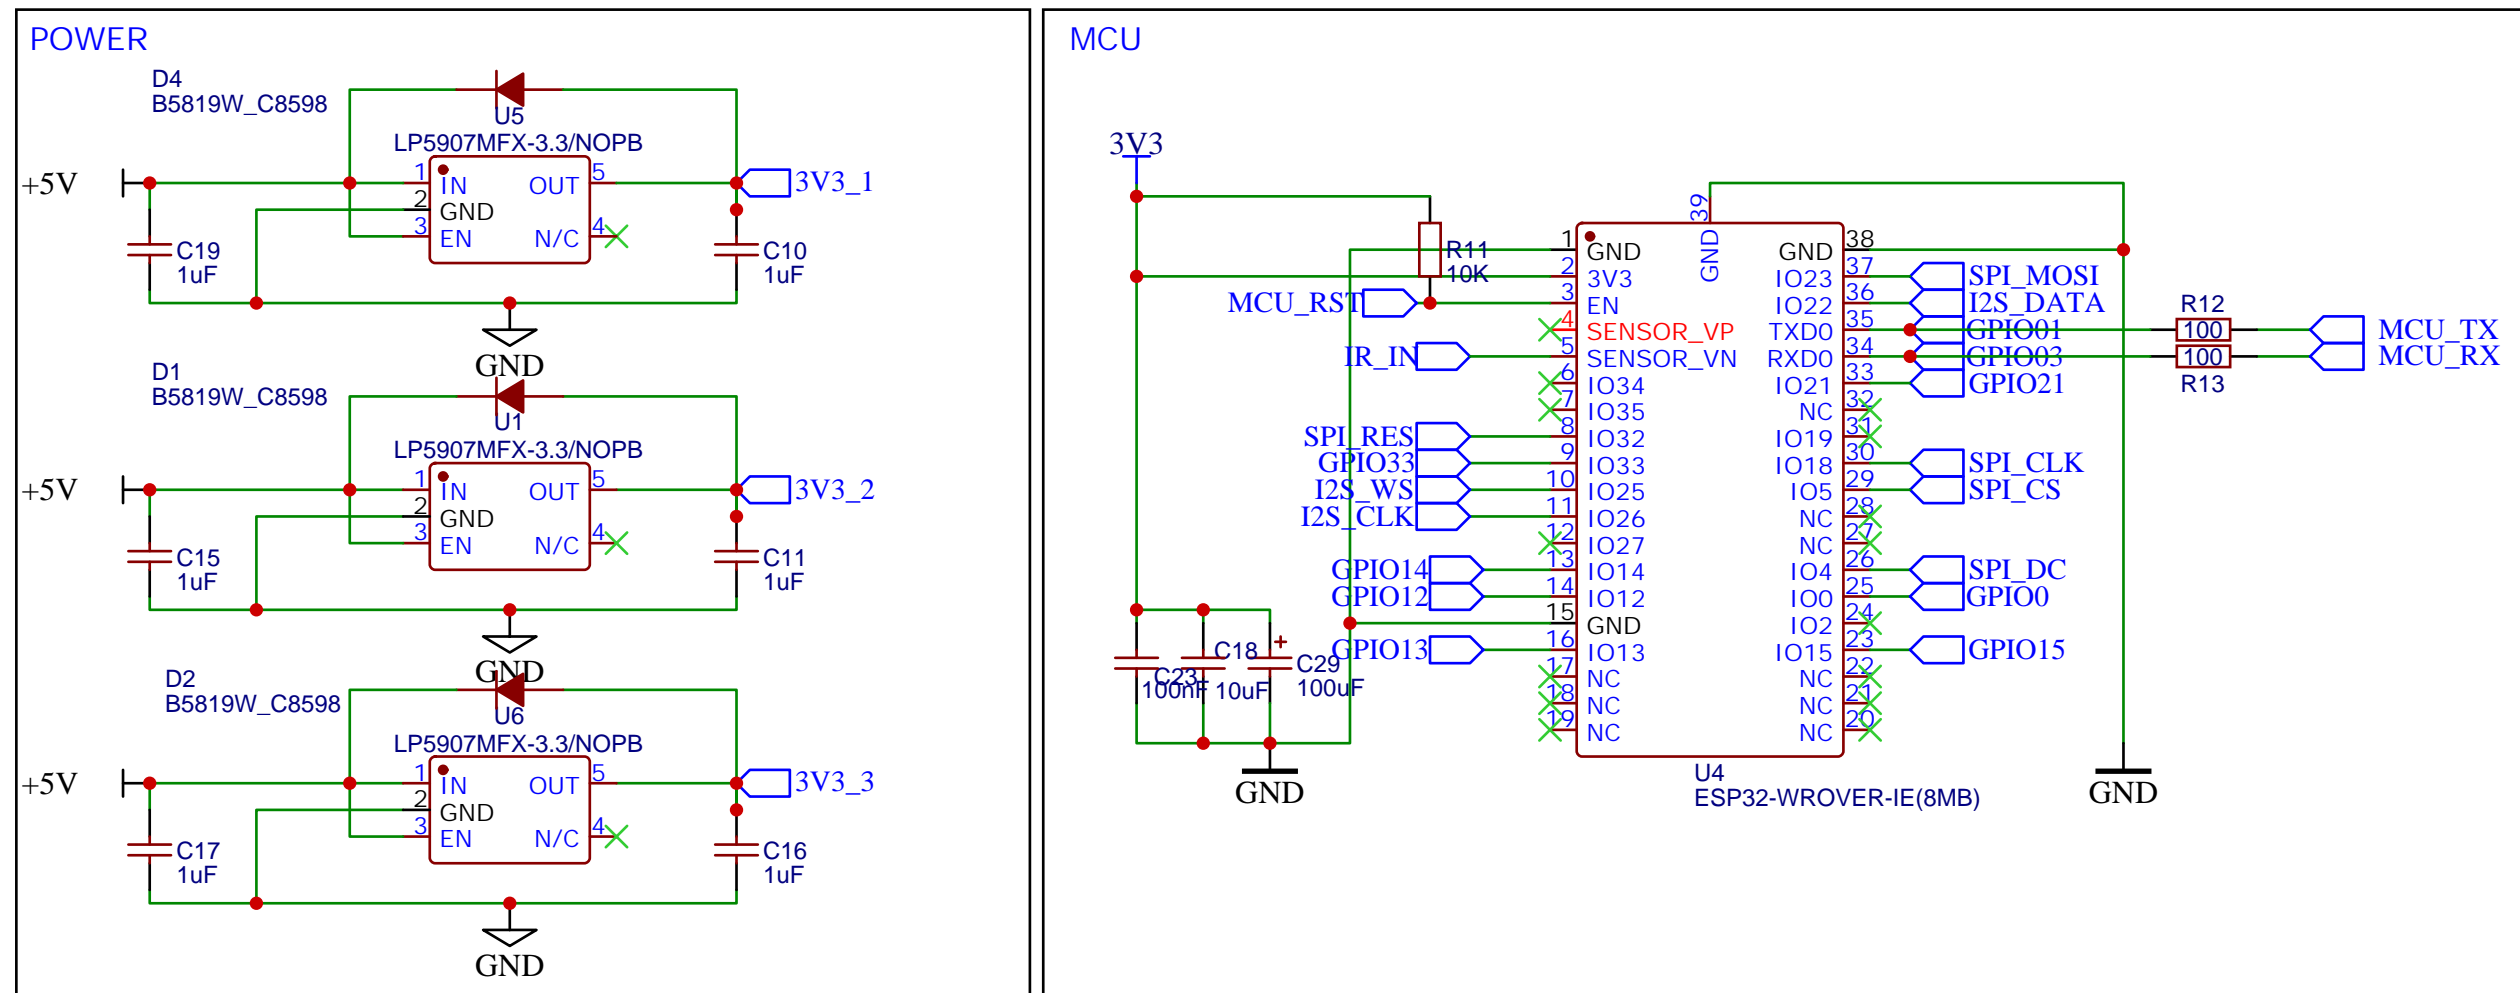 POWER
D4
B5819W_C8598
U5
LP5907MFX-3.3/NOPB
+5V
1
IN
OUT
5
3V3_1
2
GND
3
EN
N/C
4
C19
1uF
C10
1uF
GND
D1
B5819W_C8598
U1
LP5907MFX-3.3/NOPB
+5V
1
IN
OUT
5
3V3_2
2
GND
3
EN
N/C
4
C15
1uF
C11
1uF
GND
D2
B5819W_C8598
U6
LP5907MFX-3.3/NOPB
+5V
1
IN
OUT
5
3V3_3
2
GND
3
EN
N/C
4
C17
1uF
C16
1uF
GND
MCU
3V3
R11
10K
39
GND
1
GND
2
3V3
MCU_RST
3
EN
4
SENSOR_VP
IR_IN
5
SENSOR_VN
6
IO34
7
IO35
SPI_RES
8
IO32
GPIO33
9
IO33
I2S_WS
10
IO25
I2S_CLK
11
IO26
12
IO27
GPIO14
13
IO14
GPIO12
14
IO12
15
GND
GPIO13
16
IO13
17
NC
18
NC
19
NC
GND
38
IO23
37
SPI_MOSI
IO22
36
I2S_DATA
TXD0
35
GPIO01
RXD0
34
GPIO03
IO21
33
GPIO21
NC
32
IO19
31
IO18
30
SPI_CLK
IO5
29
SPI_CS
NC
28
NC
27
IO4
26
SPI_DC
IO0
25
GPIO0
IO2
24
IO15
23
GPIO15
NC
22
NC
21
NC
20
R12
100
MCU_TX
100
MCU_RX
R13
C23
100nF
C18
10uF
+
C29
100uF
GND
U4
ESP32-WROVER-IE(8MB)
GND